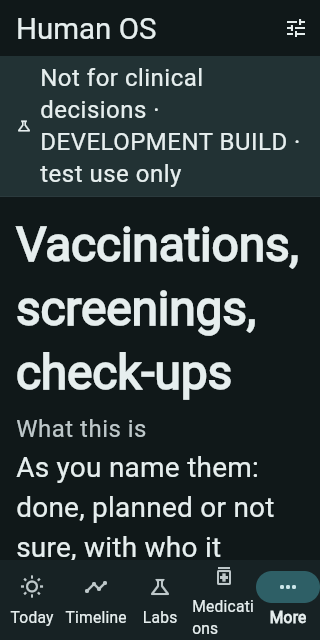 Human OS
Not for clinical
decisions ·
DEVELOPMENT BUILD ·
test use only
Vaccinations,
screenings,
check-ups
What this is
As you name them:
done, planned or not
sure, with who it
Today
Timeline
Labs
Medicati
ons
More